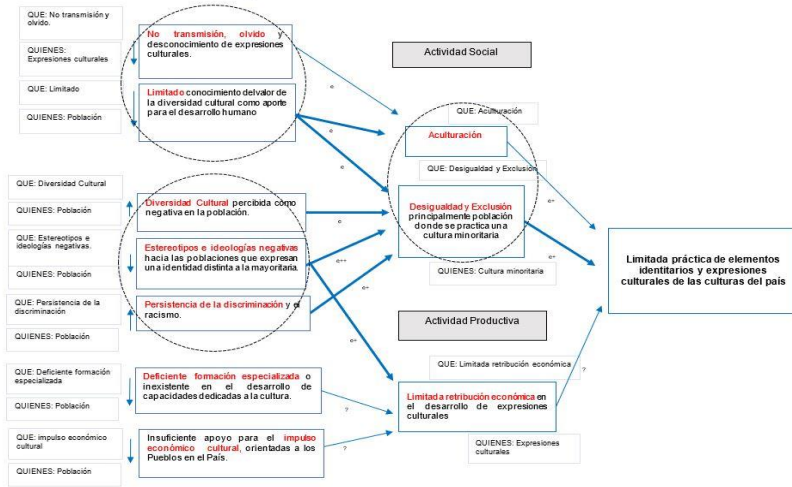 QUE: No transmisión y
olvido.
QUIENES:
Expresiones culturales
No transmisión, olvido y
desconocimiento de expresiones
culturales.
QUE: Limitado
QUIENES: Población
Limitado conocimiento delvalor de
la diversidad cultural como aporte
para el desarrollo humano
Actividad Social
e
e
e
QUE: Aculturación
Aculturación
QUE: Desigualdad y Exclusión
Desigualdad y Exclusión
principalmente población
donde se practica una
cultura minoritaria
QUIENES: Cultura minoritaria
QUE: Diversidad Cultural
QUIENES: Población
Diversidad Cultural percibida como
negativa en la población.
e
QUE: Estereotipos e
ideologías negativas.
QUIENES: Población
Estereotipos e ideologías negativas
hacia las poblaciones que expresan
una identidad distinta a la mayoritaria
e++
QUE: Persistencia de la
discriminación
QUIENES: Población
Persistencia de la discriminación y el
racismo.
e+
e+
e+
e+
Limitada práctica de elementos
identitarios y expresiones
culturales de las culturas del país
Actividad Productiva
QUE: Limitada retribución económica
?
Limitada retribución económica en
el desarrollo de expresiones
culturales
QUIENES: Expresiones
culturales
QUE: Deficiente formación
especializada
QUIENES: Población
Deficiente formación especializada o
inexistente en el desarrollo de
capacidades dedicadas a la cultura.
?
QUE: impulso económico
cultural
QUIENES: Población
Insuficiente apoyo para el impulso
económico cultural, orientadas a los
Pueblos en el País.
?